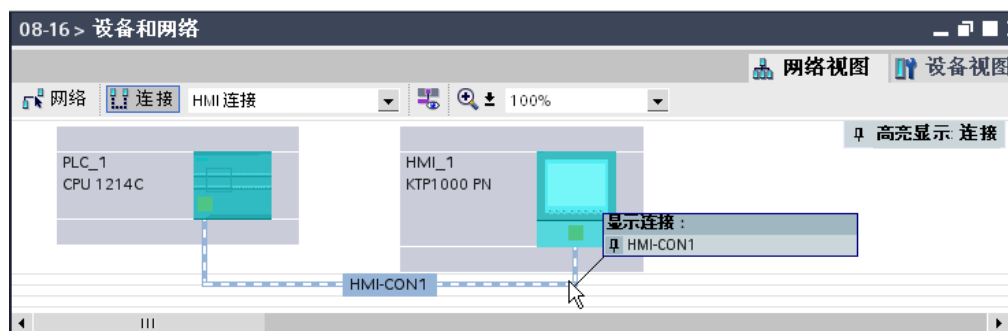 08-16 > 设备和网络
网络视图 设备视图
网络 连接 HMI 连接 100%
高亮显示: 连接
PLC_1
CPU 1214C
HMI_1
KTP1000 PN
显示连接：
HMI-CON1
HMI-CON1